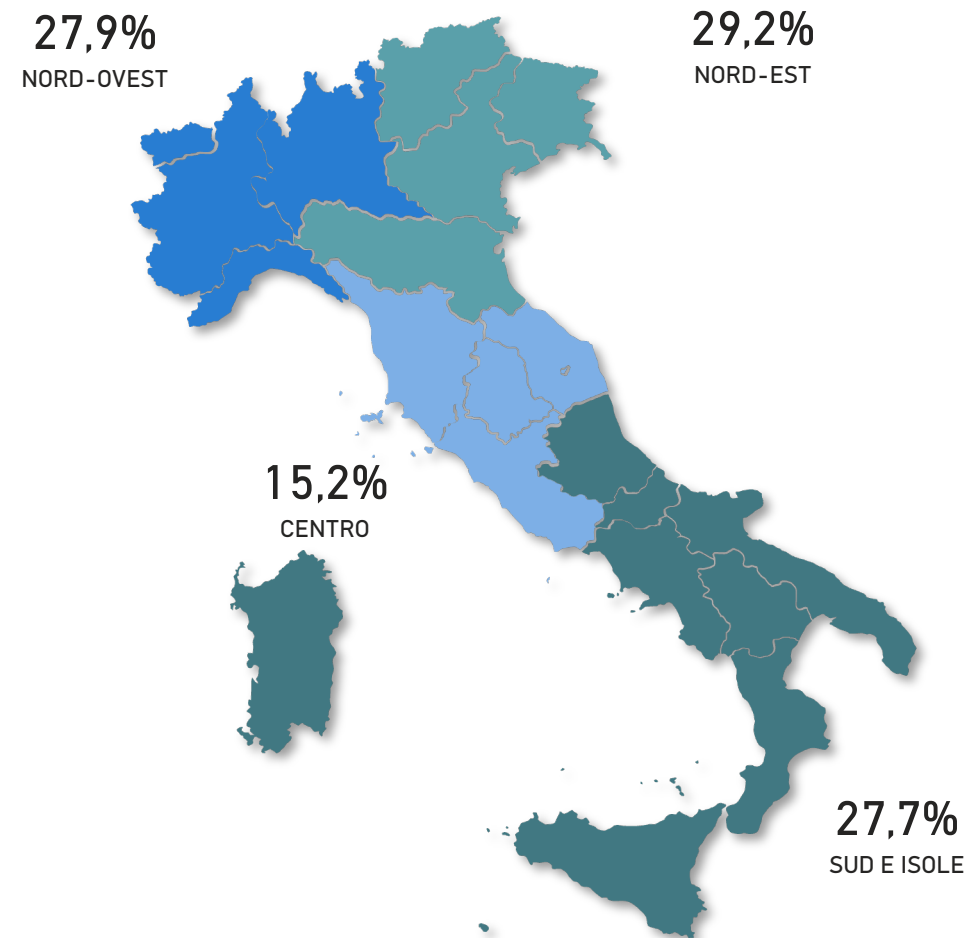 27,9%
NORD-OVEST
29,2%
NORD-EST
15,2%
CENTRO
27,7%
SUD E ISOLE